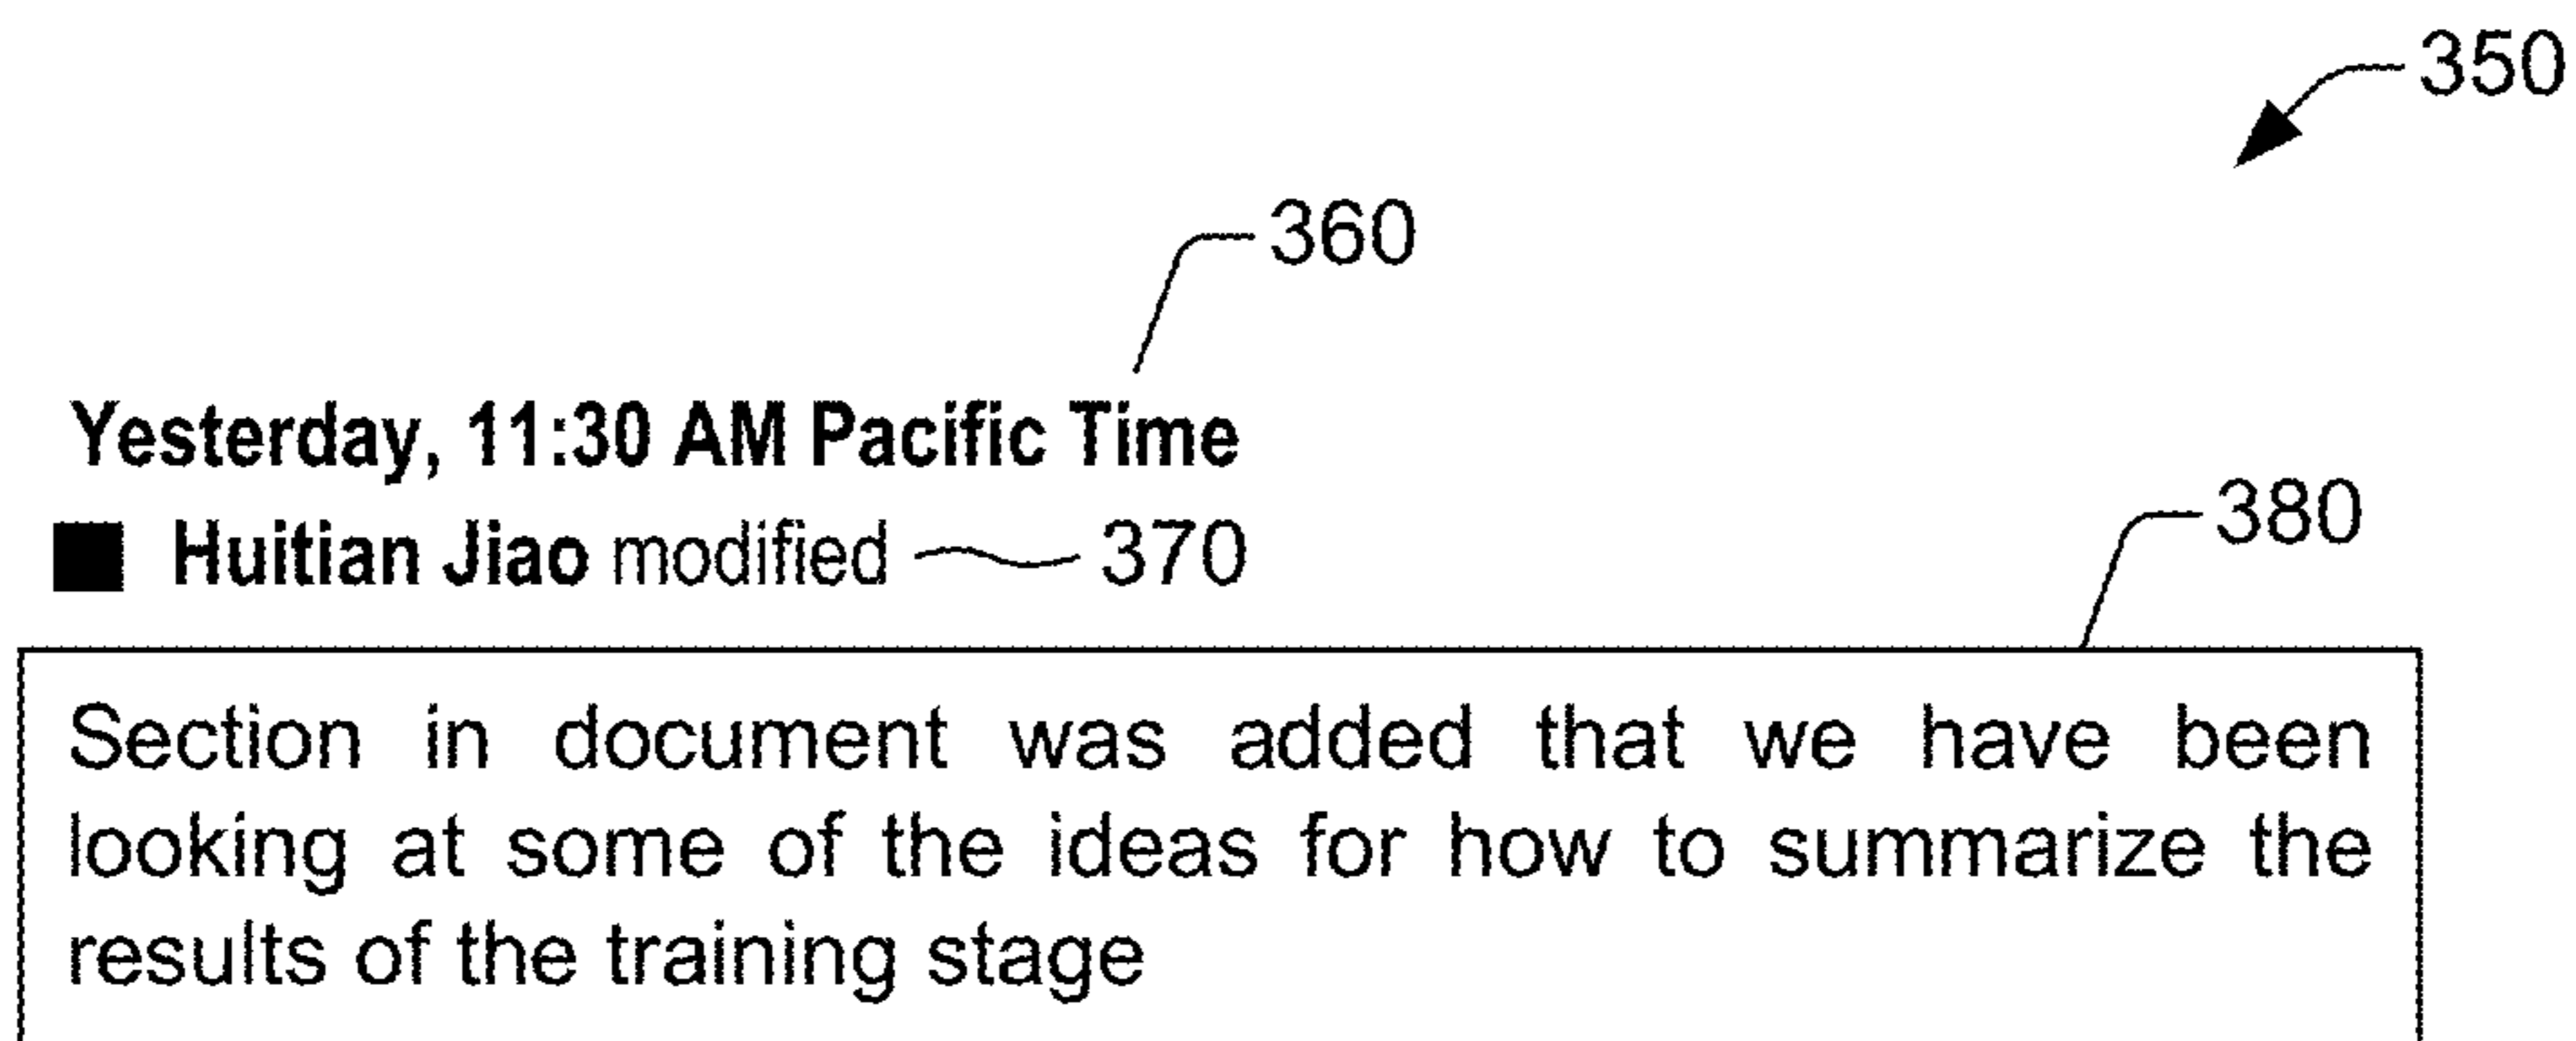 350
360
Yesterday, 11:30 AM Pacific Time
Huitian Jiao modified 370
380
Section in document was added that we have been
looking at some of the ideas for how to summarize the
results of the training stage